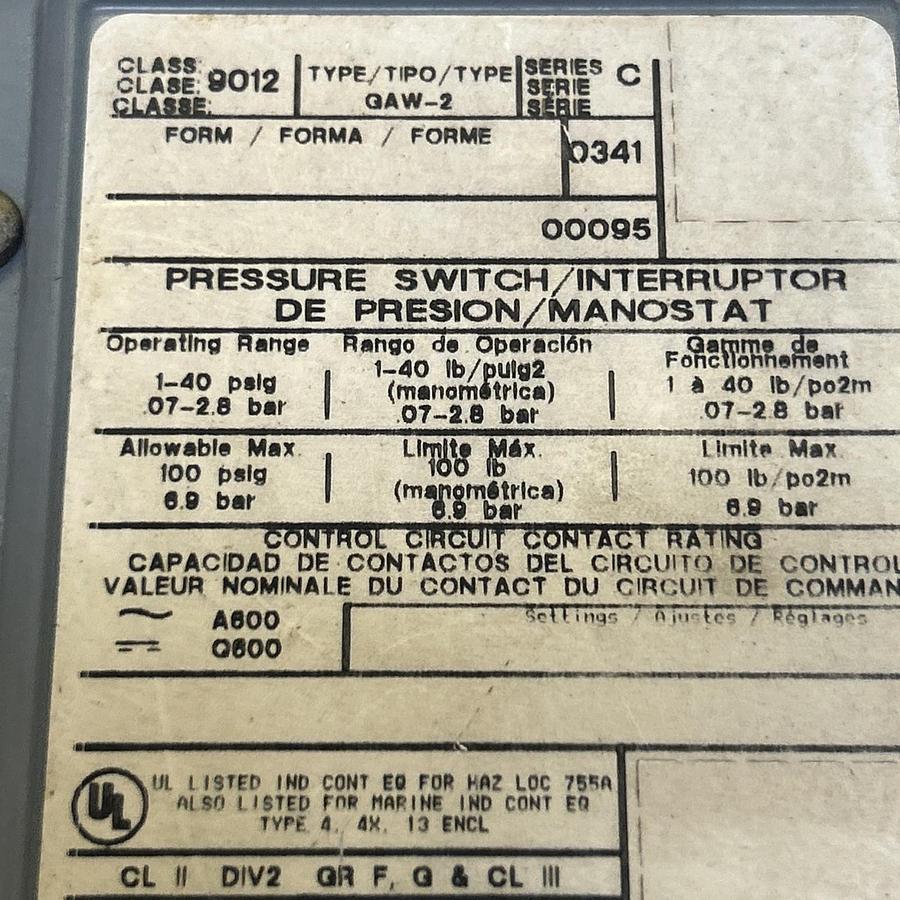 CLASS: CLASE: CLASSE: 9012
TYPE/TIPO/TYPE
GAW-2
SERIES SERIE SÉRIE C
FORM / FORMA / FORME
0341
00095
PRESSURE SWITCH/INTERRUPTOR
DE PRESION/MANOSTAT
Operating Range Rango de Operación Gamme de Fonctionnement
1-40 psig 1-40 lb/pulg2 (manométrica) 1 à 40 lb/po2m
.07-2.8 bar .07-2.8 bar .07-2.8 bar
Allowable Max. Limite Máx. Limite Max.
100 psig 100 lb (manométrica) 100 lb/po2m
6.9 bar 6.9 bar 6.9 bar
CONTROL CIRCUIT CONTACT RATING
CAPACIDAD DE CONTACTOS DEL CIRCUITO DE CONTROL
VALEUR NOMINALE DU CONTACT DU CIRCUIT DE COMMAN
A600
Q600
Settings / Ajustes / Réglages
UL
UL LISTED IND CONT EQ FOR HAZ LOC 755A
ALSO LISTED FOR MARINE IND CONT EQ
TYPE 4, 4X, 13 ENCL
CL II DIV2 GR F, G & CL III